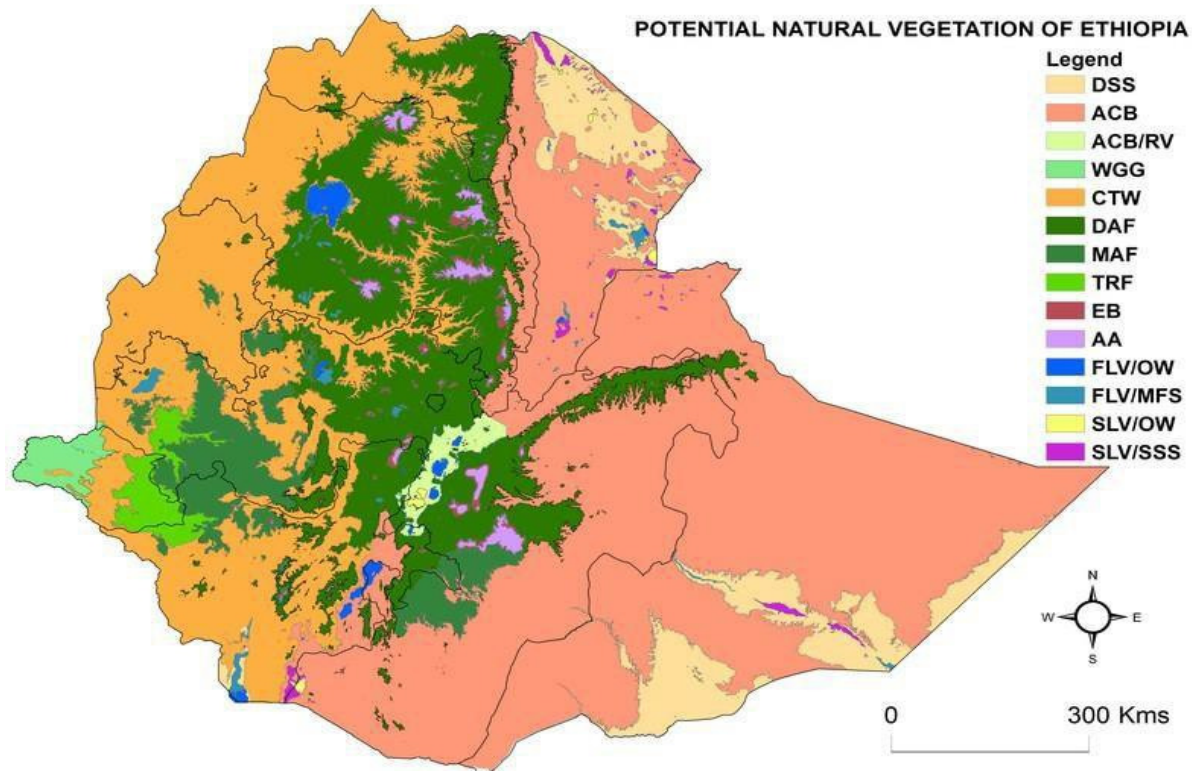 POTENTIAL NATURAL VEGETATION OF ETHIOPIA
Legend
DSS
ACB
ACB/RV
WGG
CTW
DAF
MAF
TRF
EB
AA
FLV/OW
FLV/MFS
SLV/OW
SLV/SSS
N
W E
S
0 300 Kms